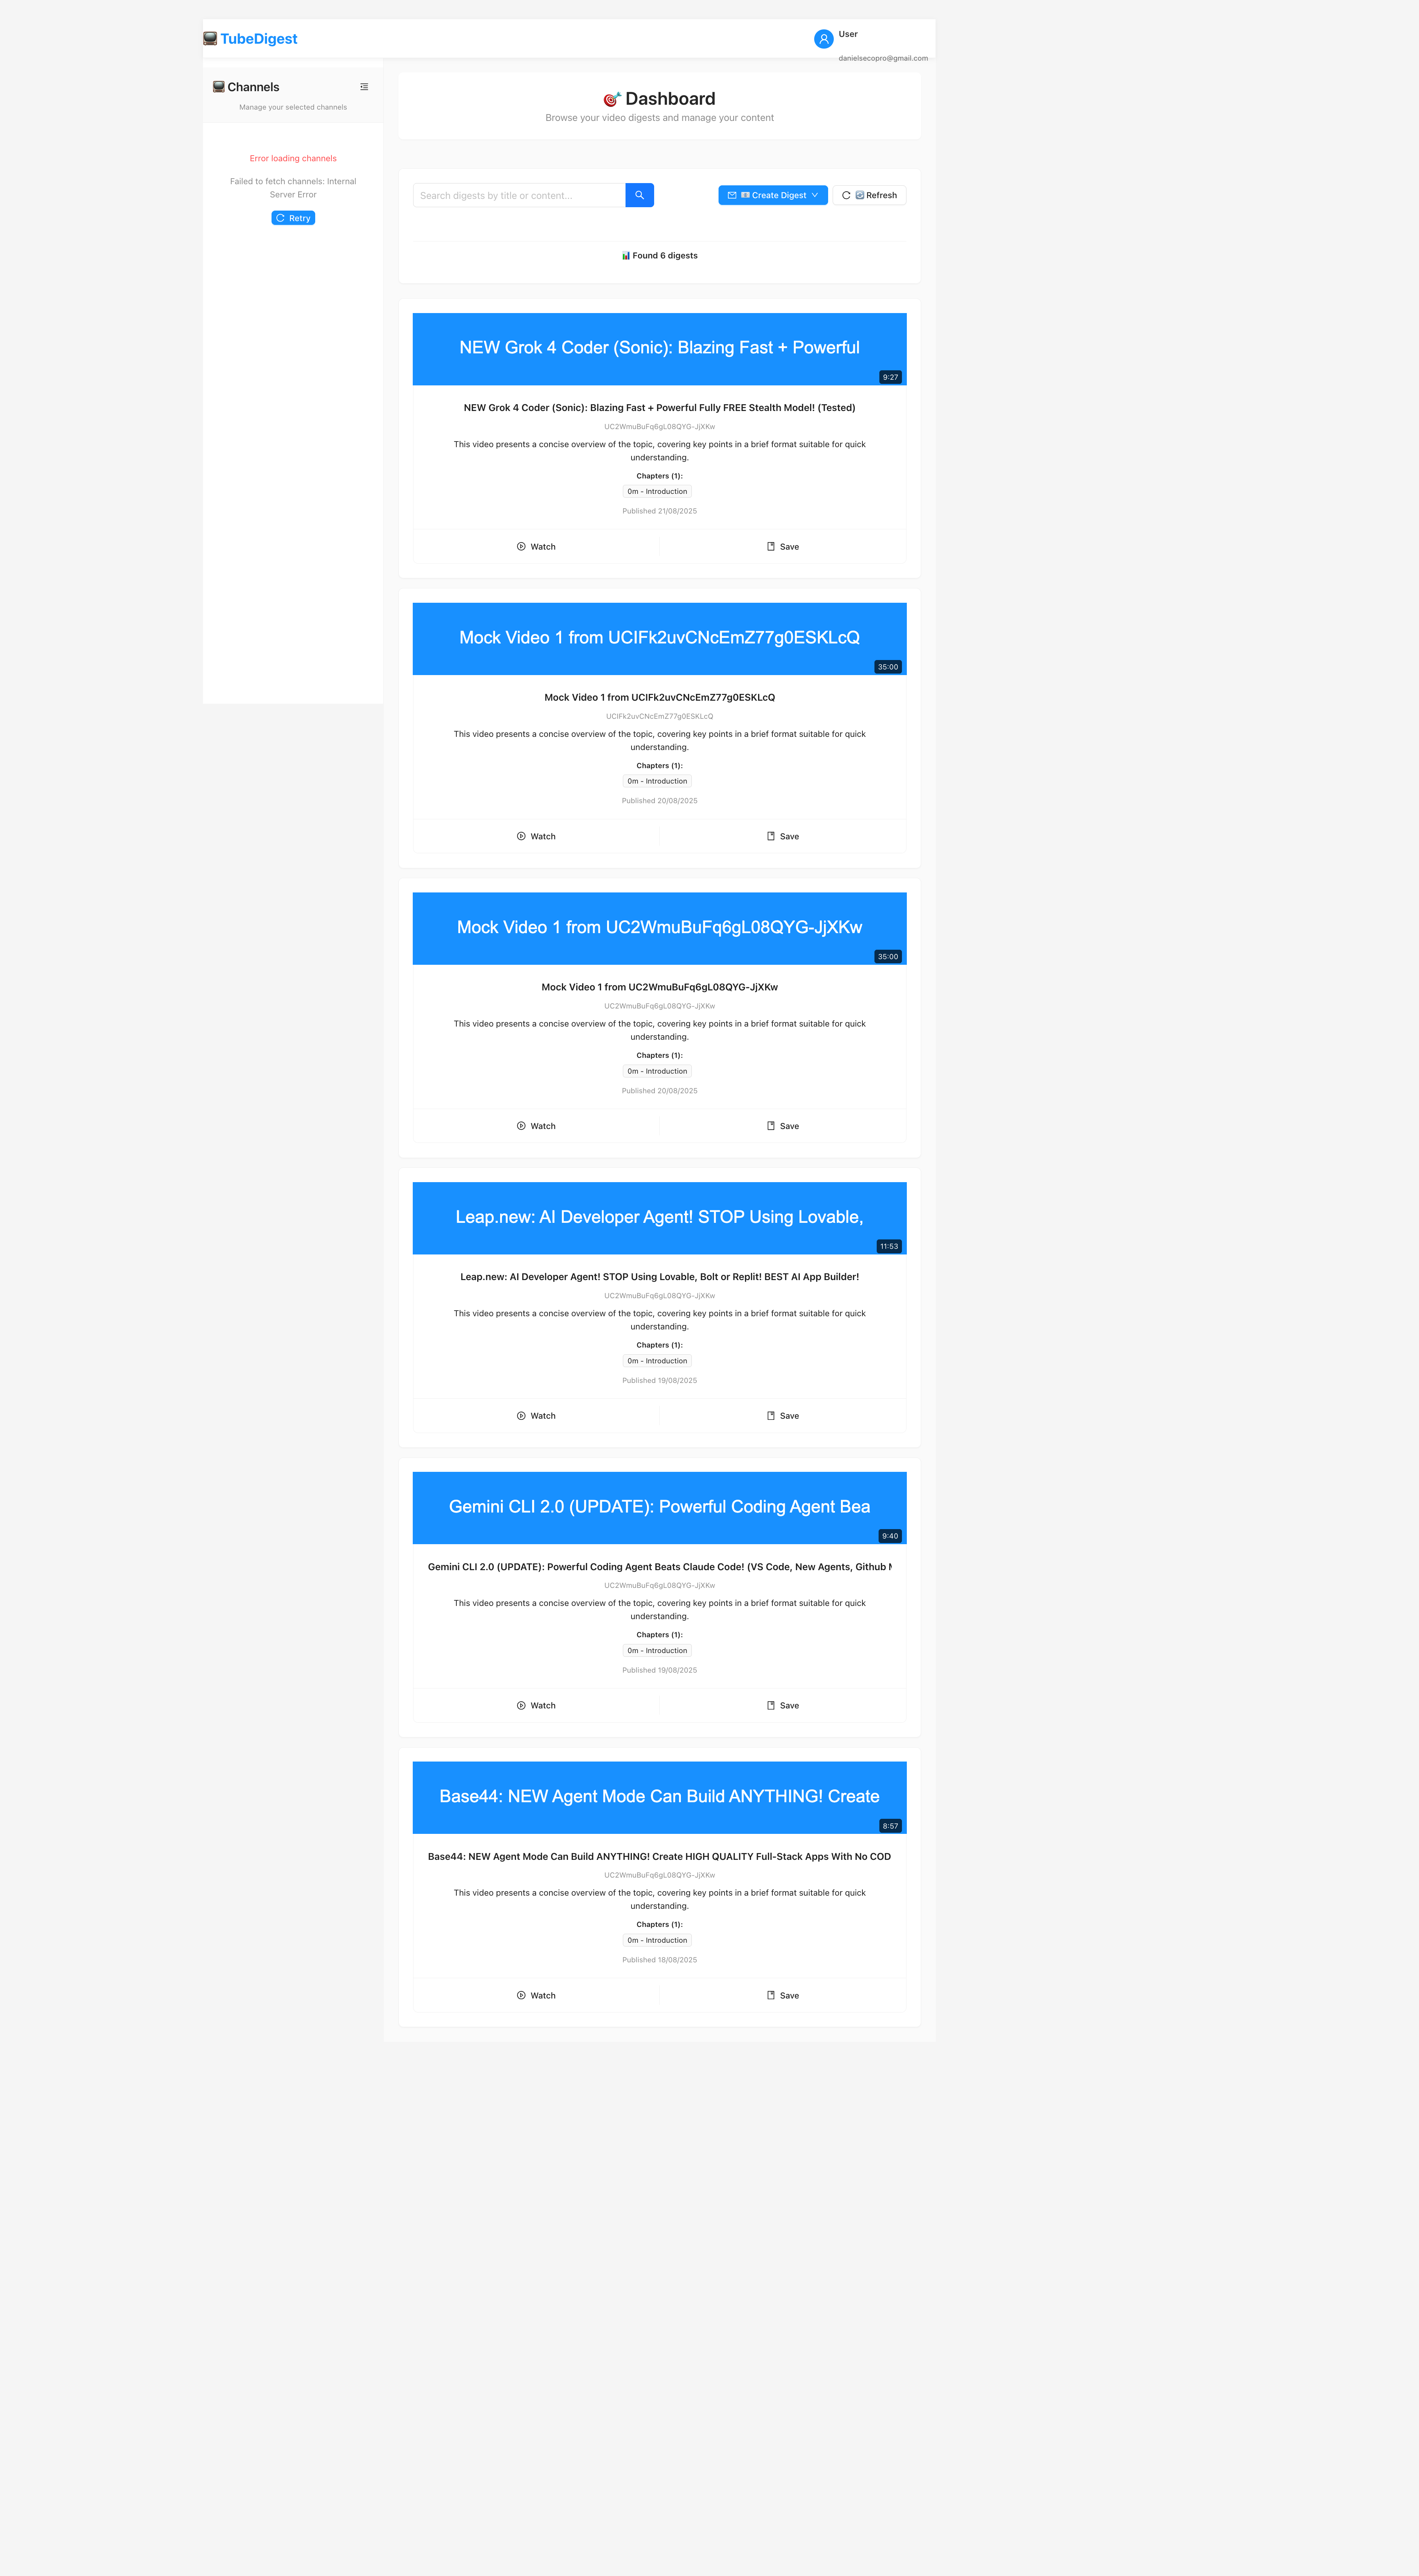 📺 TubeDigest
User
danielsecopro@gmail.com
📺 Channels
Manage your selected channels
Error loading channels
Failed to fetch channels: Internal
Server Error
Retry
🎯 Dashboard
Browse your video digests and manage your content
Search digests by title or content...
📧 Create Digest
🔄 Refresh
📊 Found 6 digests
NEW Grok 4 Coder (Sonic): Blazing Fast + Powerful
9:27
NEW Grok 4 Coder (Sonic): Blazing Fast + Powerful Fully FREE Stealth Model! (Tested)
UC2WmuBuFq6gL08QYG-JjXKw
This video presents a concise overview of the topic, covering key points in a brief format suitable for quick
understanding.
Chapters (1):
0m - Introduction
Published 21/08/2025
Watch
Save
Mock Video 1 from UCIFk2uvCNcEmZ77g0ESKLcQ
35:00
Mock Video 1 from UCIFk2uvCNcEmZ77g0ESKLcQ
UCIFk2uvCNcEmZ77g0ESKLcQ
This video presents a concise overview of the topic, covering key points in a brief format suitable for quick
understanding.
Chapters (1):
0m - Introduction
Published 20/08/2025
Watch
Save
Mock Video 1 from UC2WmuBuFq6gL08QYG-JjXKw
35:00
Mock Video 1 from UC2WmuBuFq6gL08QYG-JjXKw
UC2WmuBuFq6gL08QYG-JjXKw
This video presents a concise overview of the topic, covering key points in a brief format suitable for quick
understanding.
Chapters (1):
0m - Introduction
Published 20/08/2025
Watch
Save
Leap.new: AI Developer Agent! STOP Using Lovable,
11:53
Leap.new: AI Developer Agent! STOP Using Lovable, Bolt or Replit! BEST AI App Builder!
UC2WmuBuFq6gL08QYG-JjXKw
This video presents a concise overview of the topic, covering key points in a brief format suitable for quick
understanding.
Chapters (1):
0m - Introduction
Published 19/08/2025
Watch
Save
Gemini CLI 2.0 (UPDATE): Powerful Coding Agent Bea
9:40
Gemini CLI 2.0 (UPDATE): Powerful Coding Agent Beats Claude Code! (VS Code, New Agents, Github
UC2WmuBuFq6gL08QYG-JjXKw
This video presents a concise overview of the topic, covering key points in a brief format suitable for quick
understanding.
Chapters (1):
0m - Introduction
Published 19/08/2025
Watch
Save
Base44: NEW Agent Mode Can Build ANYTHING! Create
8:57
Base44: NEW Agent Mode Can Build ANYTHING! Create HIGH QUALITY Full-Stack Apps With No COD
UC2WmuBuFq6gL08QYG-JjXKw
This video presents a concise overview of the topic, covering key points in a brief format suitable for quick
understanding.
Chapters (1):
0m - Introduction
Published 18/08/2025
Watch
Save